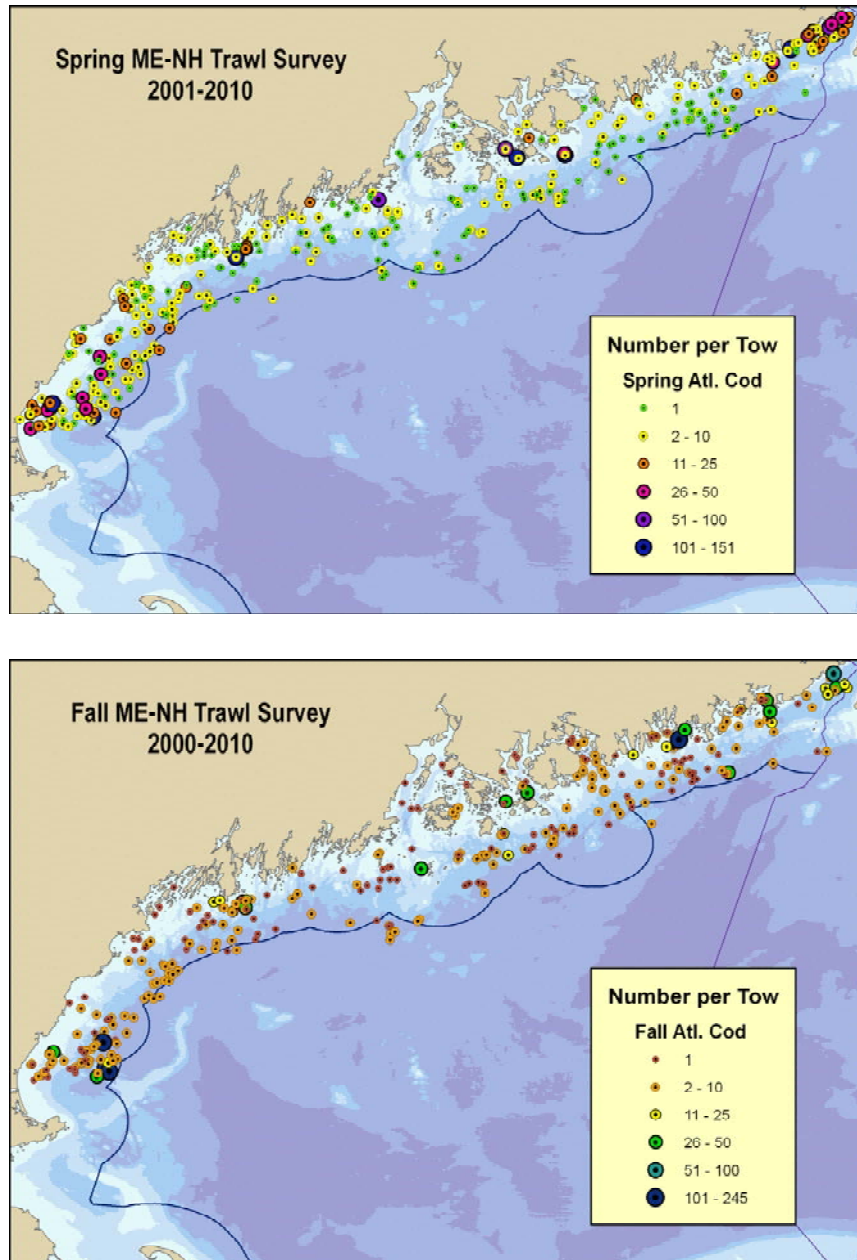 Spring ME-NH Trawl Survey
2001-2010
Number per Tow
Spring Atl. Cod
1
2 - 10
11 - 25
26 - 50
51 - 100
101 - 151
Fall ME-NH Trawl Survey
2000-2010
Number per Tow
Fall Atl. Cod
1
2 - 10
11 - 25
26 - 50
51 - 100
101 - 245